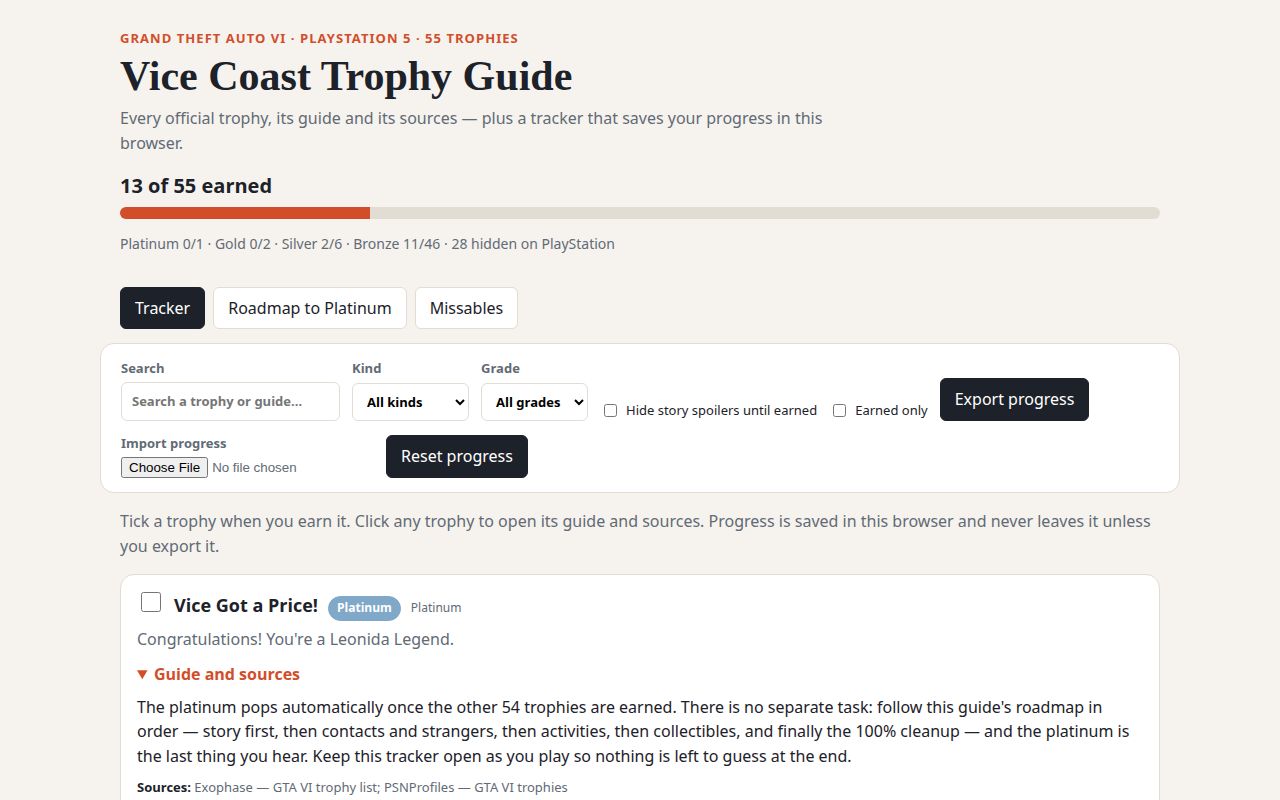 GRAND THEFT AUTO VI · PLAYSTATION 5 · 55 TROPHIES
Vice Coast Trophy Guide
Every official trophy, its guide and its sources — plus a tracker that saves your progress in this
browser.
13 of 55 earned
Platinum 0/1 · Gold 0/2 · Silver 2/6 · Bronze 11/46 · 28 hidden on PlayStation
Tracker Roadmap to Platinum Missables
Search Kind Grade
Search a trophy or guide... All kinds All grades Hide story spoilers until earned Earned only Export progress
Import progress
Choose File No file chosen Reset progress
Tick a trophy when you earn it. Click any trophy to open its guide and sources. Progress is saved in this browser and never leaves it unless
you export it.
Vice Got a Price! Platinum Platinum
Congratulations! You're a Leonida Legend.
Guide and sources
The platinum pops automatically once the other 54 trophies are earned. There is no separate task: follow this guide's roadmap in
order — story first, then contacts and strangers, then activities, then collectibles, and finally the 100% cleanup — and the platinum is
the last thing you hear. Keep this tracker open as you play so nothing is left to guess at the end.
Sources: Exophase — GTA VI trophy list; PSNProfiles — GTA VI trophies